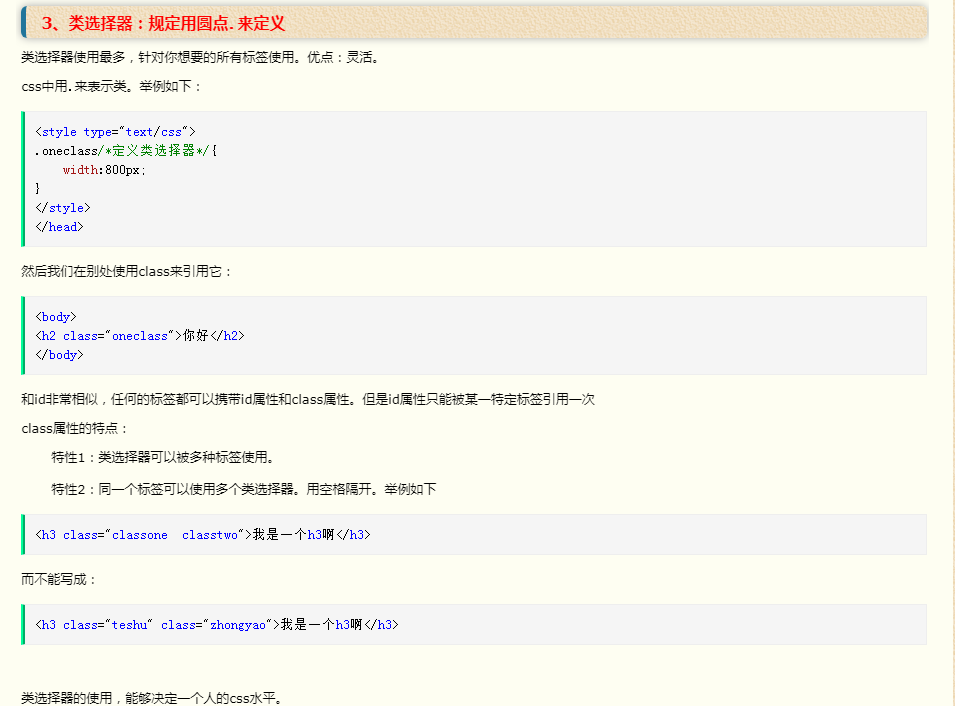 3、类选择器：规定用圆点.来定义
类选择器使用最多，针对你想要的所有标签使用。优点：灵活。
css中用.来表示类。举例如下：
<style type="text/css">
.oneclass/*定义类选择器*/{
    width:800px;
}
</style>
</head>
然后我们在别处使用class来引用它：
<body>
<h2 class="oneclass">你好</h2>
</body>
和id非常相似，任何的标签都可以携带id属性和class属性。但是id属性只能被某一特定标签引用一次
class属性的特点：
特性1：类选择器可以被多种标签使用。
特性2：同一个标签可以使用多个类选择器。用空格隔开。举例如下
<h3 class="classone  classtwo">我是一个h3啊</h3>
而不能写成：
<h3 class="teshu" class="zhongyao">我是一个h3啊</h3>
类选择器的使用，能够决定一个人的css水平。